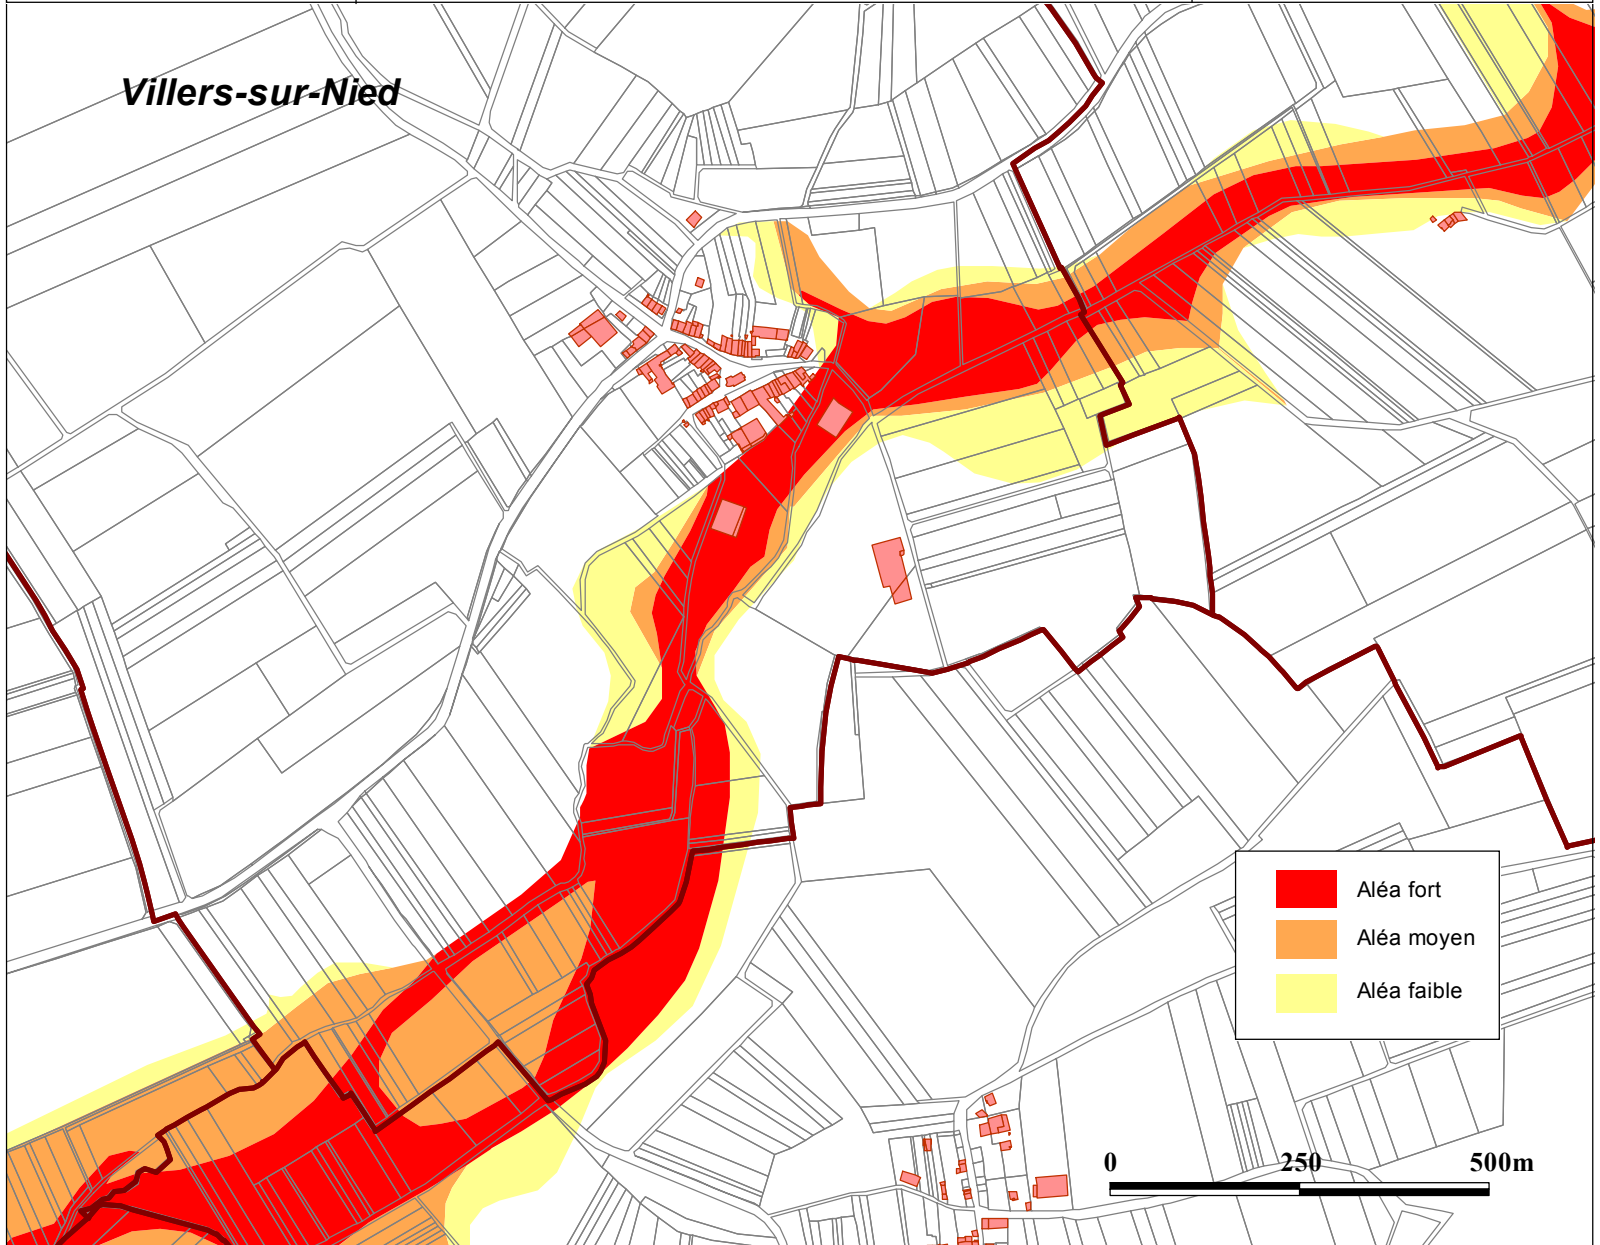 Villers-sur-Nied
Aléa fort
Aléa moyen
Aléa faible
0 250 500m